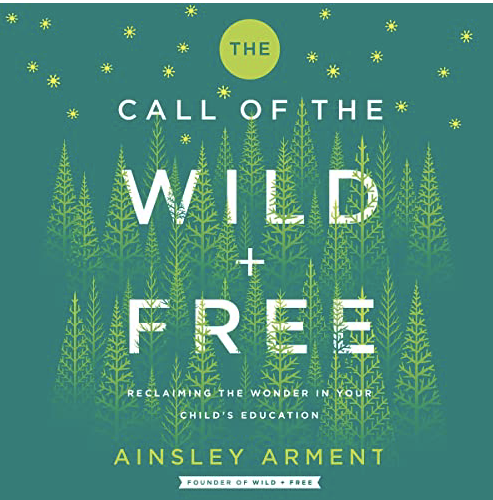 THE
CALL OF THE
WILD
+
FREE
RECLAIMING THE WONDER IN YOUR
CHILD'S EDUCATION
AINSLEY ARMENT
FOUNDER OF WILD + FREE